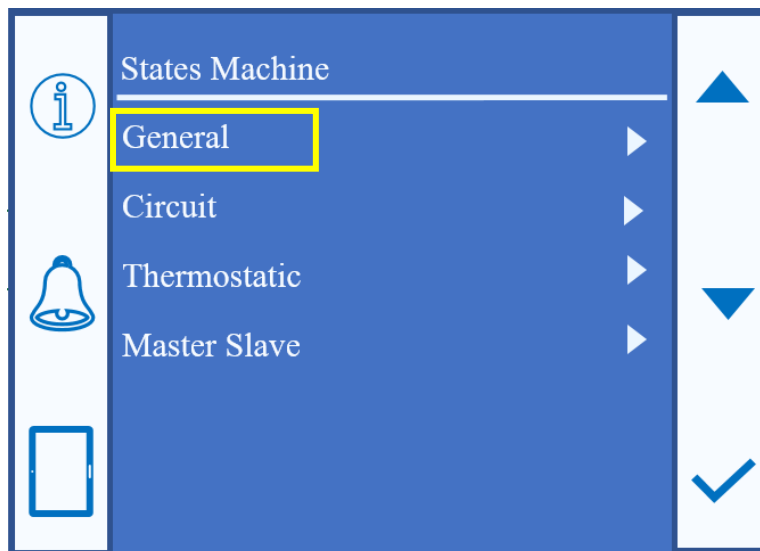 States Machine
General
Circuit
Thermostatic
Master Slave